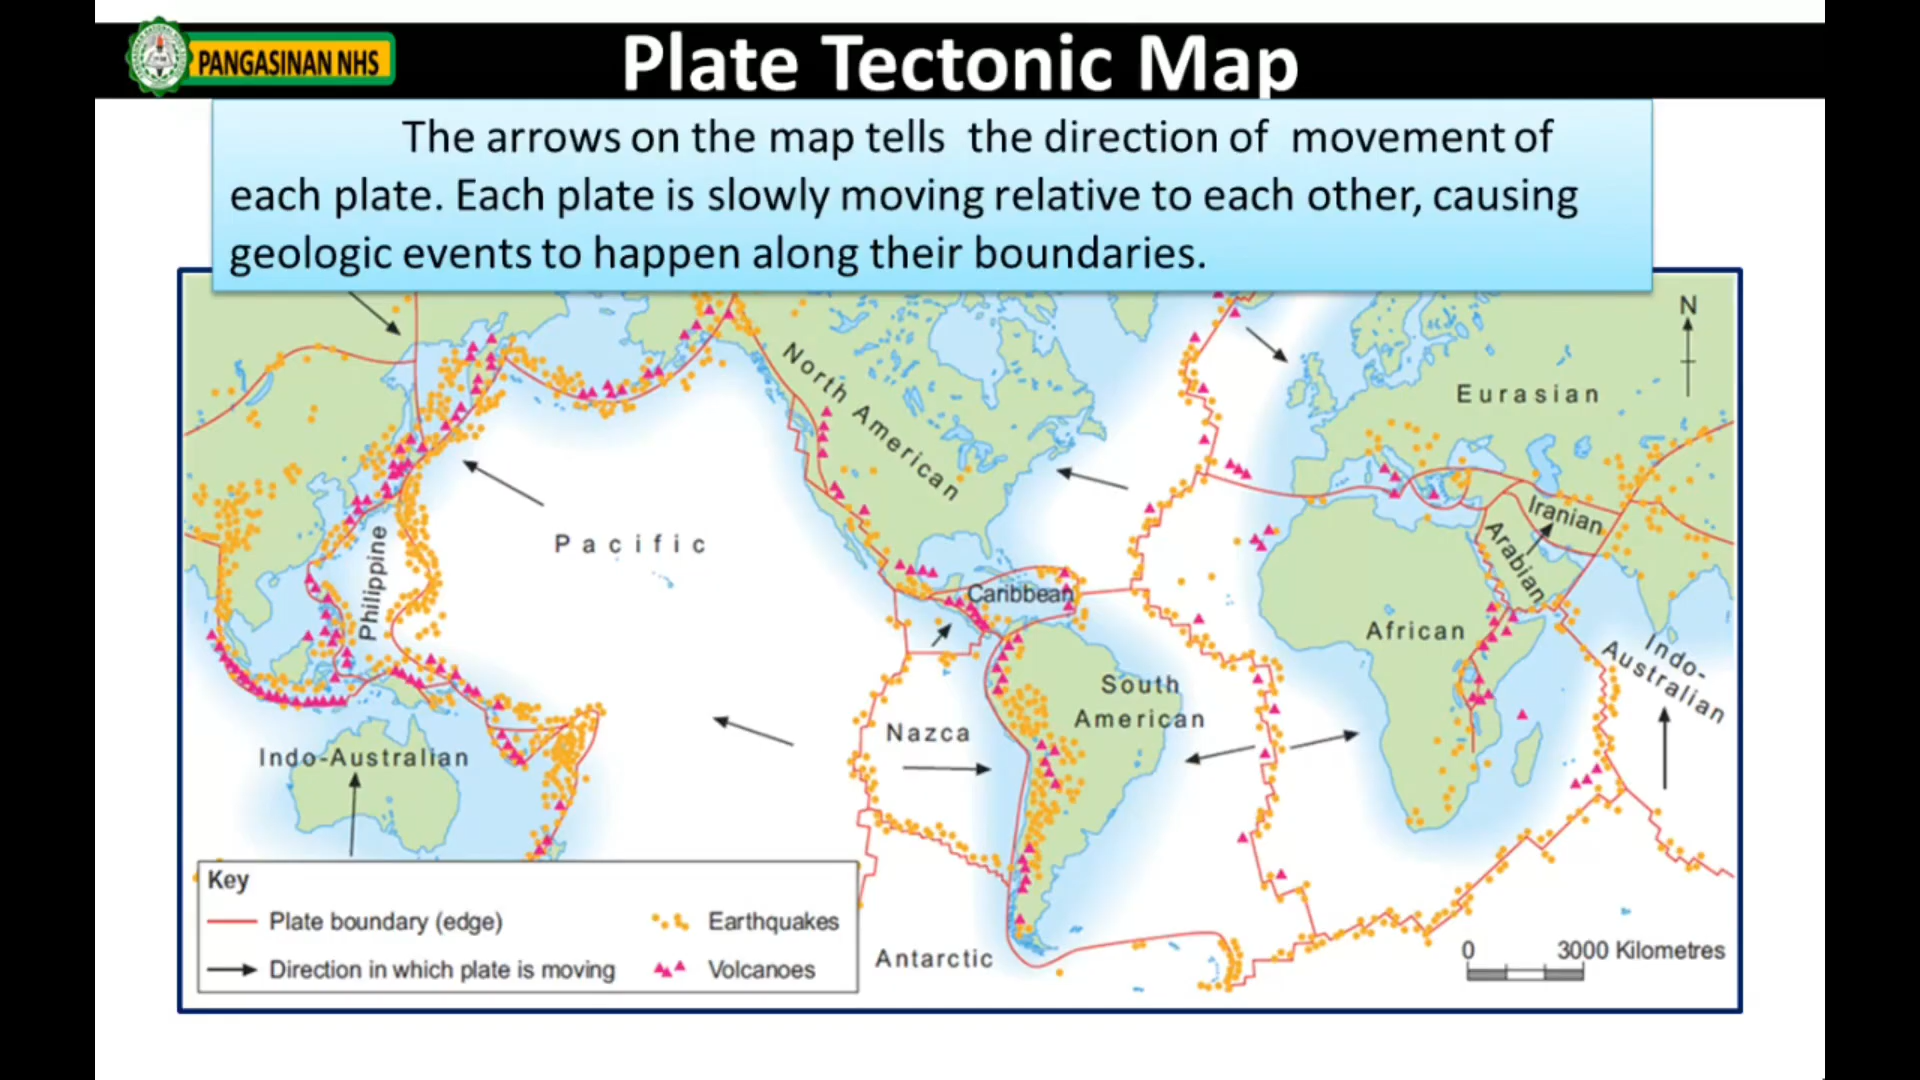 PANGASINAN NHS
Plate Tectonic Map
The arrows on the map tells the direction of movement of
each plate. Each plate is slowly moving relative to each other, causing
geologic events to happen along their boundaries.
N
North American
Eurasian
Pacific
Philippine
Caribbean
Iranian
Arabian
African
Indo-
Australian
South
American
Nazca
Indo-Australian
Antarctic
Key
Plate boundary (edge)
Earthquakes
Direction in which plate is moving
Volcanoes
0 3000 Kilometres